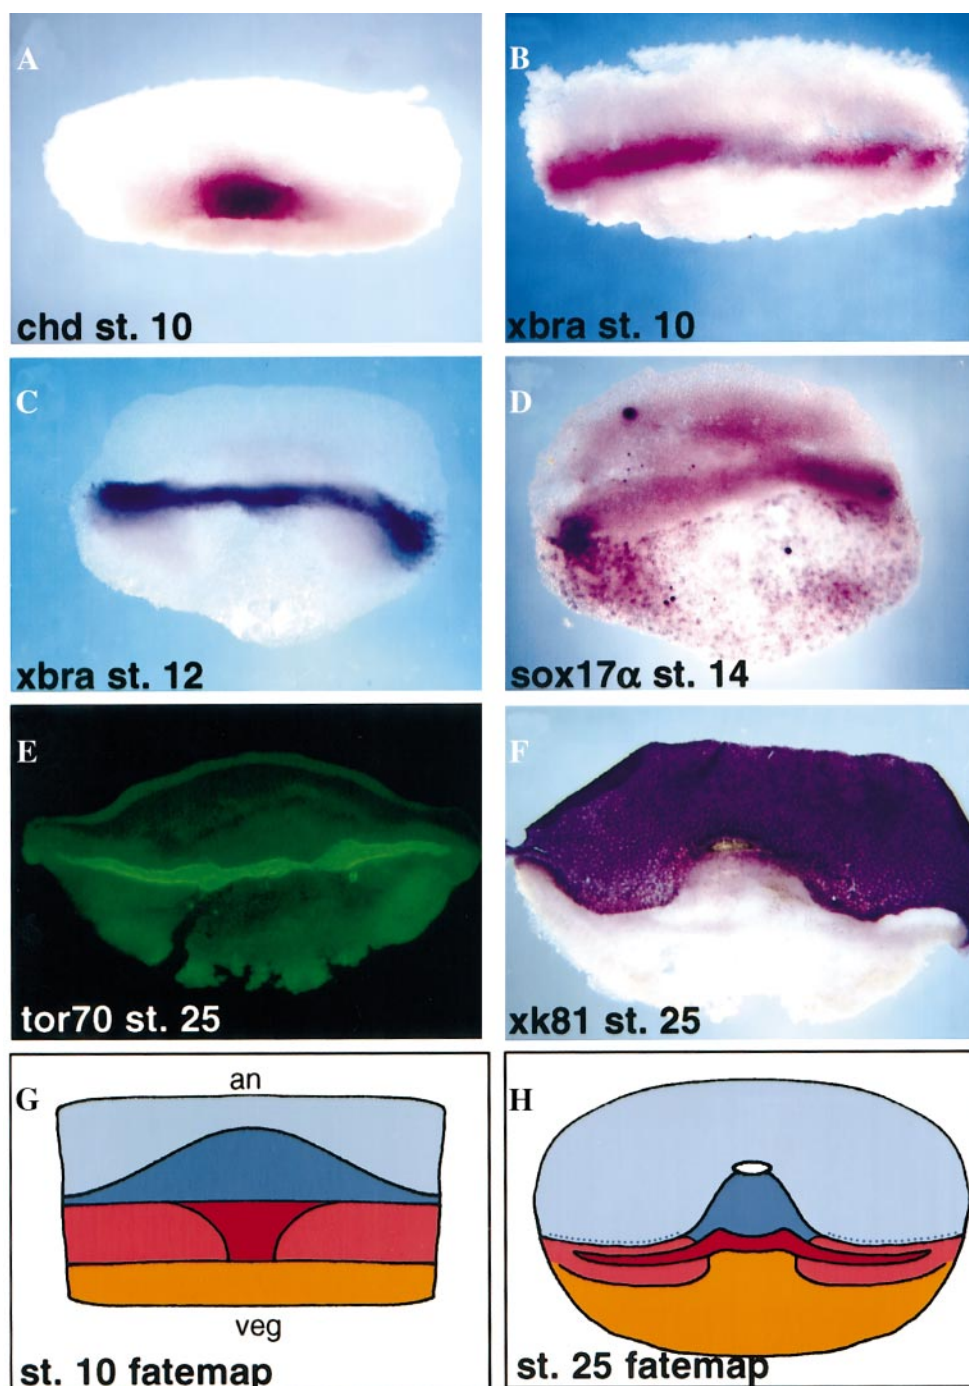 A
chd st. 10
B
xbra st. 10
C
xbra st. 12
D
sox17α st. 14
E
tor70 st. 25
F
xk81 st. 25
G
an
veg
st. 10 fatemap
H
st. 25 fatemap